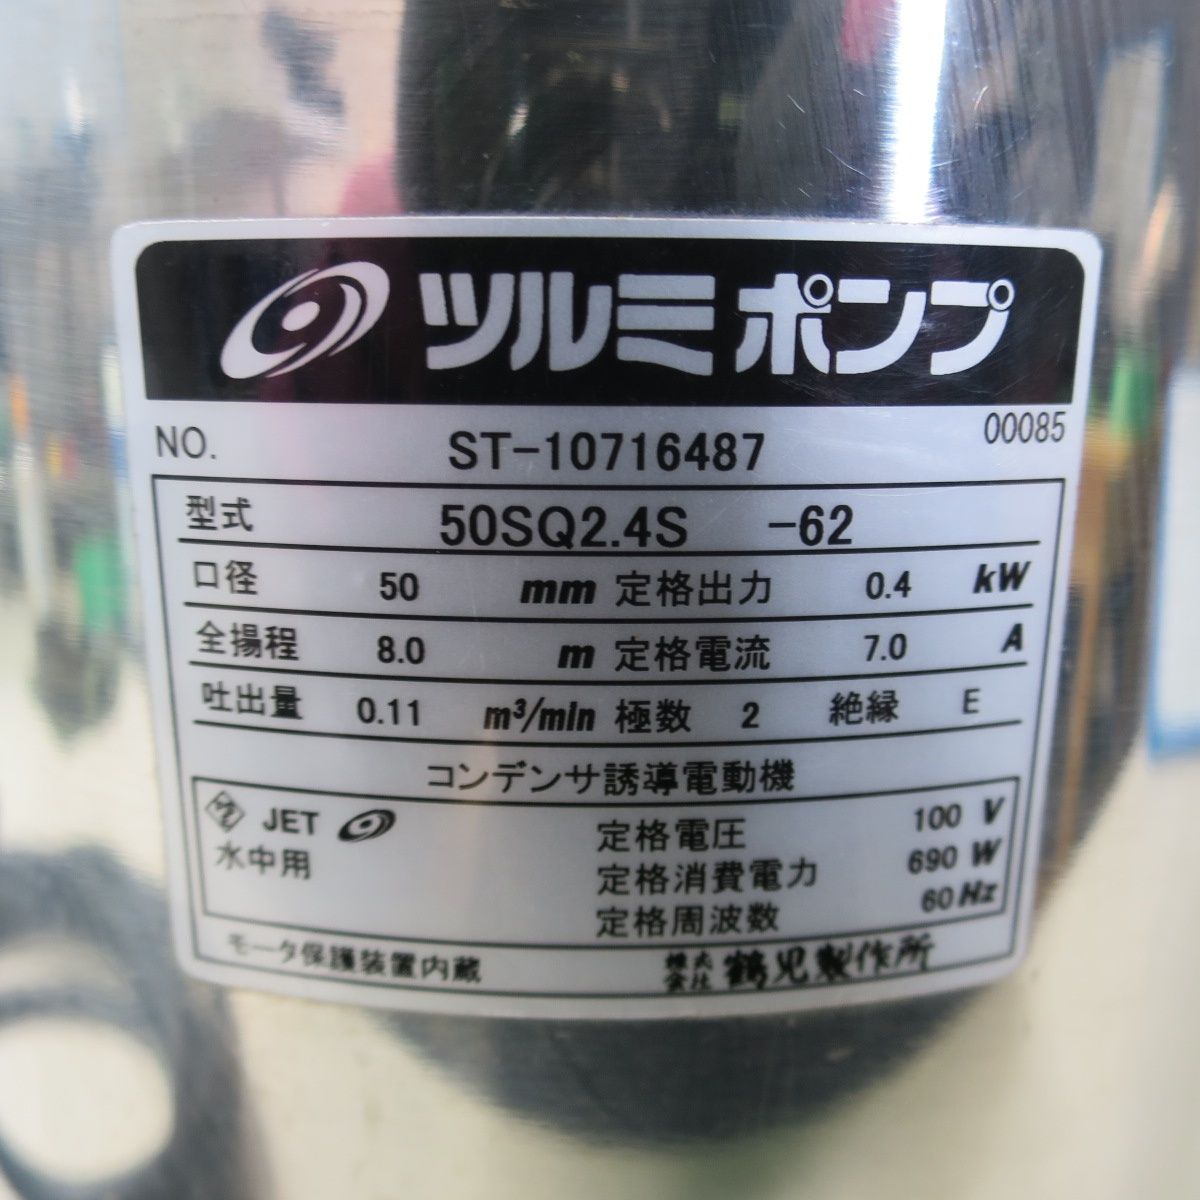 ツルミポンプ
NO. ST-10716487 00085
型式 50SQ2.4S -62
口径 50 mm 定格出力 0.4 kW
全揚程 8.0 m 定格電流 7.0 A
吐出量 0.11 m³/min 極数 2 絶縁 E
コンデンサ誘導電動機
JET 定格電圧 100 V
水中用 定格消費電力 690 W
定格周波数 60 Hz
モータ保護装置内蔵 株式会社 鶴見製作所